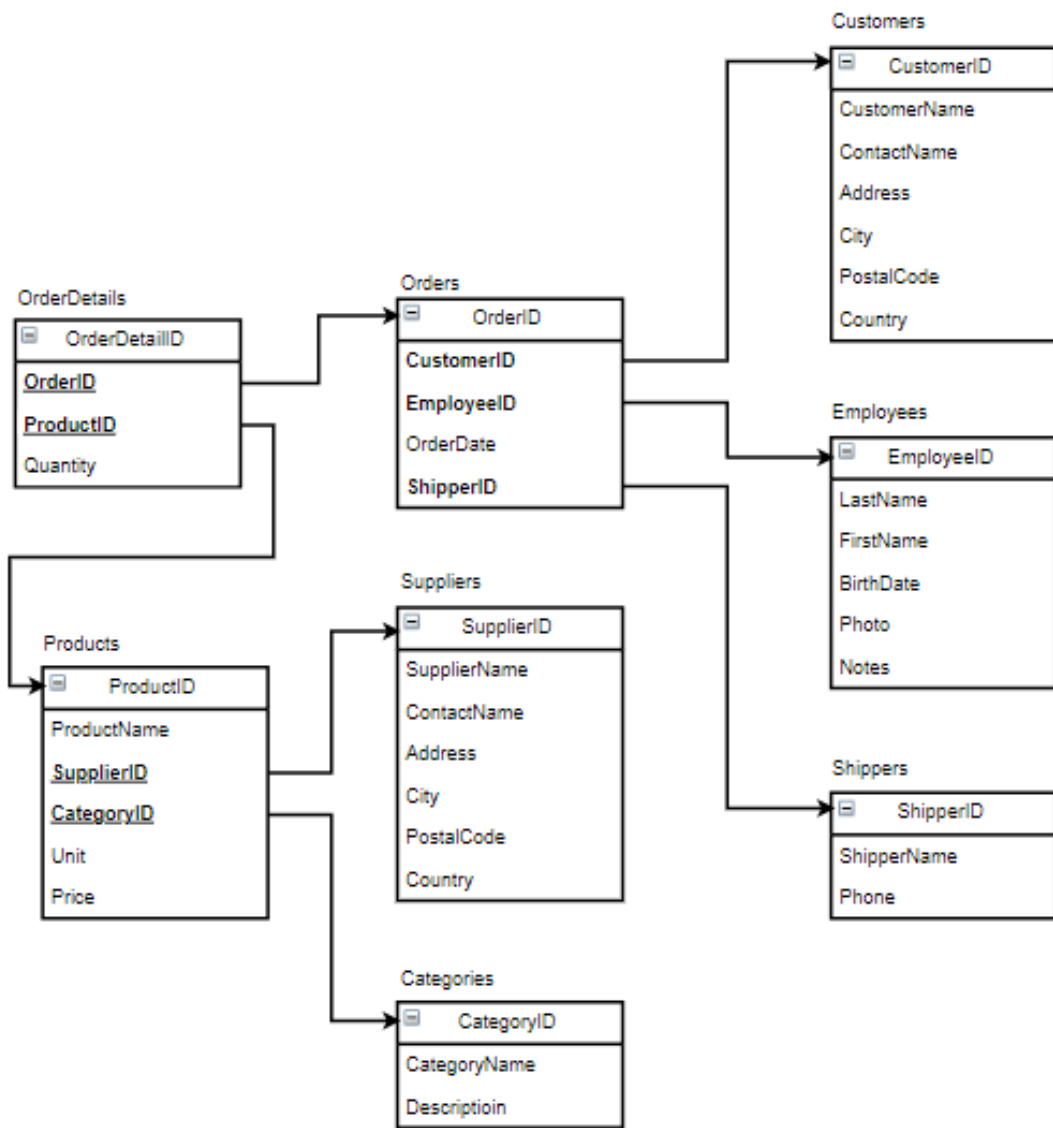 OrderDetails
OrderDetailID
OrderID
ProductID
Quantity
Products
ProductID
ProductName
SupplierID
CategoryID
Unit
Price
Orders
OrderID
CustomerID
EmployeeID
OrderDate
ShipperID
Suppliers
SupplierID
SupplierName
ContactName
Address
City
PostalCode
Country
Categories
CategoryID
CategoryName
Descriptioin
Customers
CustomerID
CustomerName
ContactName
Address
City
PostalCode
Country
Employees
EmployeeID
LastName
FirstName
BirthDate
Photo
Notes
Shippers
ShipperID
ShipperName
Phone